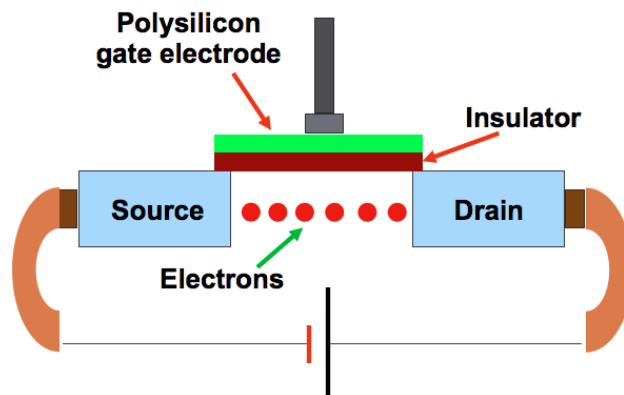 Polysilicon
gate electrode
Insulator
Source
Drain
Electrons